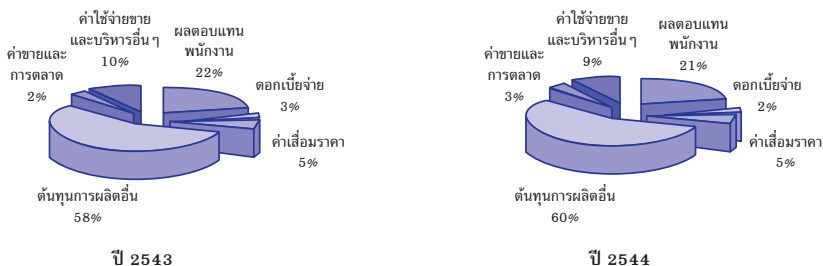 ค่าใช้จ่ายขาย
และบริหารอื่น ๆ
10%
ผลตอบแทน
พนักงาน
22%
ค่าขายและ
การตลาด
2%
ดอกเบี้ยจ่าย
3%
ค่าเสื่อมราคา
5%
ต้นทุนการผลิตอื่น
58%
ปี 2543
ค่าใช้จ่ายขาย
และบริหารอื่น ๆ
9%
ผลตอบแทน
พนักงาน
21%
ค่าขายและ
การตลาด
3%
ดอกเบี้ยจ่าย
2%
ค่าเสื่อมราคา
5%
ต้นทุนการผลิตอื่น
60%
ปี 2544